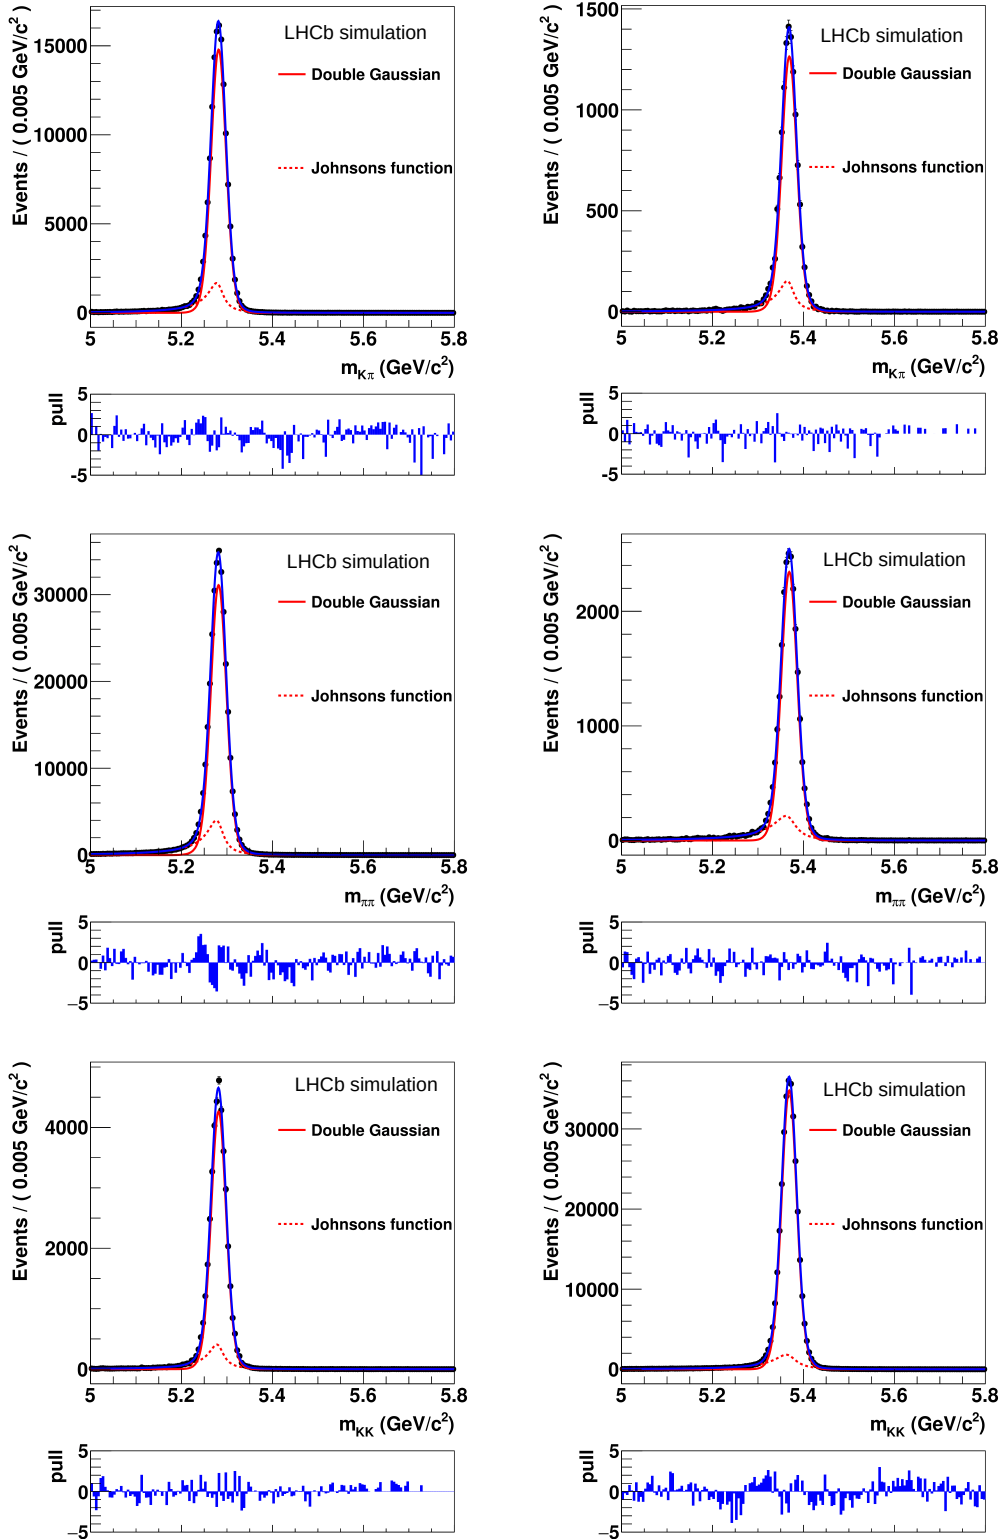 Events / ( 0.005 GeV/c² )
15000
10000
5000
0
LHCb simulation
Double Gaussian
Johnsons function
5 5.2 5.4 5.6 5.8
m_Kπ (GeV/c²)
pull
5
0
-5
Events / ( 0.005 GeV/c² )
1500
1000
500
0
LHCb simulation
Double Gaussian
Johnsons function
5 5.2 5.4 5.6 5.8
m_Kπ (GeV/c²)
pull
5
0
-5
Events / ( 0.005 GeV/c² )
30000
20000
10000
0
LHCb simulation
Double Gaussian
Johnsons function
5 5.2 5.4 5.6 5.8
m_ππ (GeV/c²)
pull
5
0
−5
Events / ( 0.005 GeV/c² )
2000
1000
0
LHCb simulation
Double Gaussian
Johnsons function
5 5.2 5.4 5.6 5.8
m_ππ (GeV/c²)
pull
5
0
−5
Events / ( 0.005 GeV/c² )
4000
2000
0
LHCb simulation
Double Gaussian
Johnsons function
5 5.2 5.4 5.6 5.8
m_KK (GeV/c²)
pull
5
0
−5
Events / ( 0.005 GeV/c² )
30000
20000
10000
0
LHCb simulation
Double Gaussian
Johnsons function
5 5.2 5.4 5.6 5.8
m_KK (GeV/c²)
pull
5
0
−5